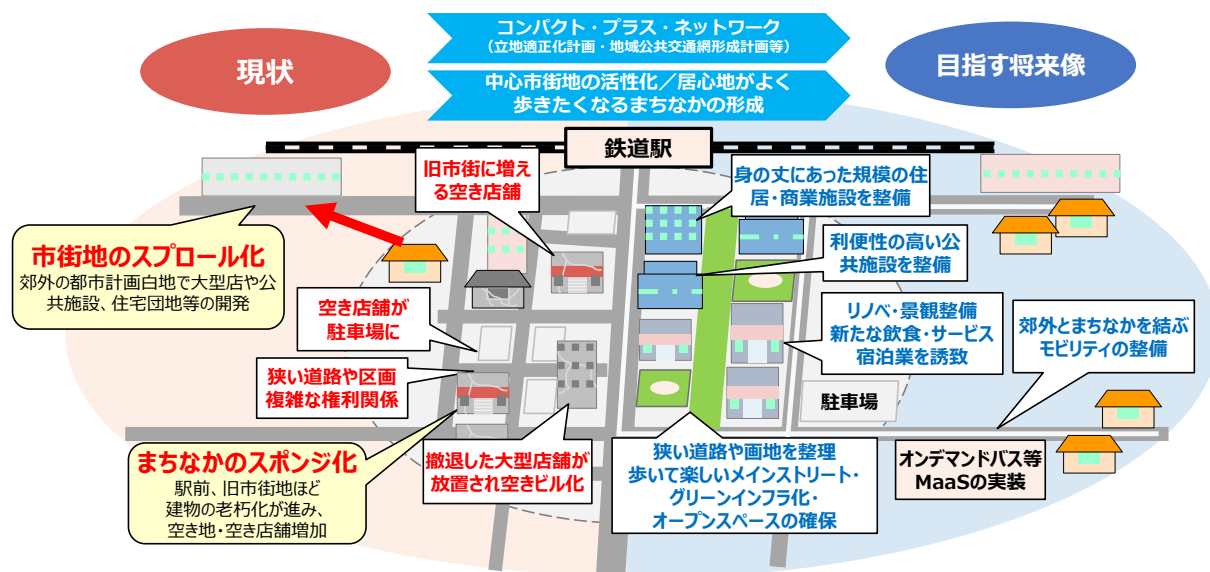 コンパクト・プラス・ネットワーク
（立地適正化計画・地域公共交通網形成計画等）
現状
目指す将来像
中心市街地の活性化／居心地がよく
歩きたくなるまちなかの形成
鉄道駅
旧市街に増え
る空き店舗
身の丈にあった規模の住
居・商業施設を整備
市街地のスプロール化
郊外の都市計画白地で大型店や公
共施設、住宅団地等の開発
利便性の高い公
共施設を整備
空き店舗が
駐車場に
リノベ・景観整備
新たな飲食・サービス
宿泊業を誘致
郊外とまちなかを結ぶ
モビリティの整備
狭い道路や区画
複雑な権利関係
駐車場
まちなかのスポンジ化
駅前、旧市街地ほど
建物の老朽化が進み、
空き地・空き店舗増加
撤退した大型店舗が
放置され空きビル化
狭い道路や画地を整理
歩いて楽しいメインストリート・
グリーンインフラ化・
オープンスペースの確保
オンデマンドバス等
MaaSの実装